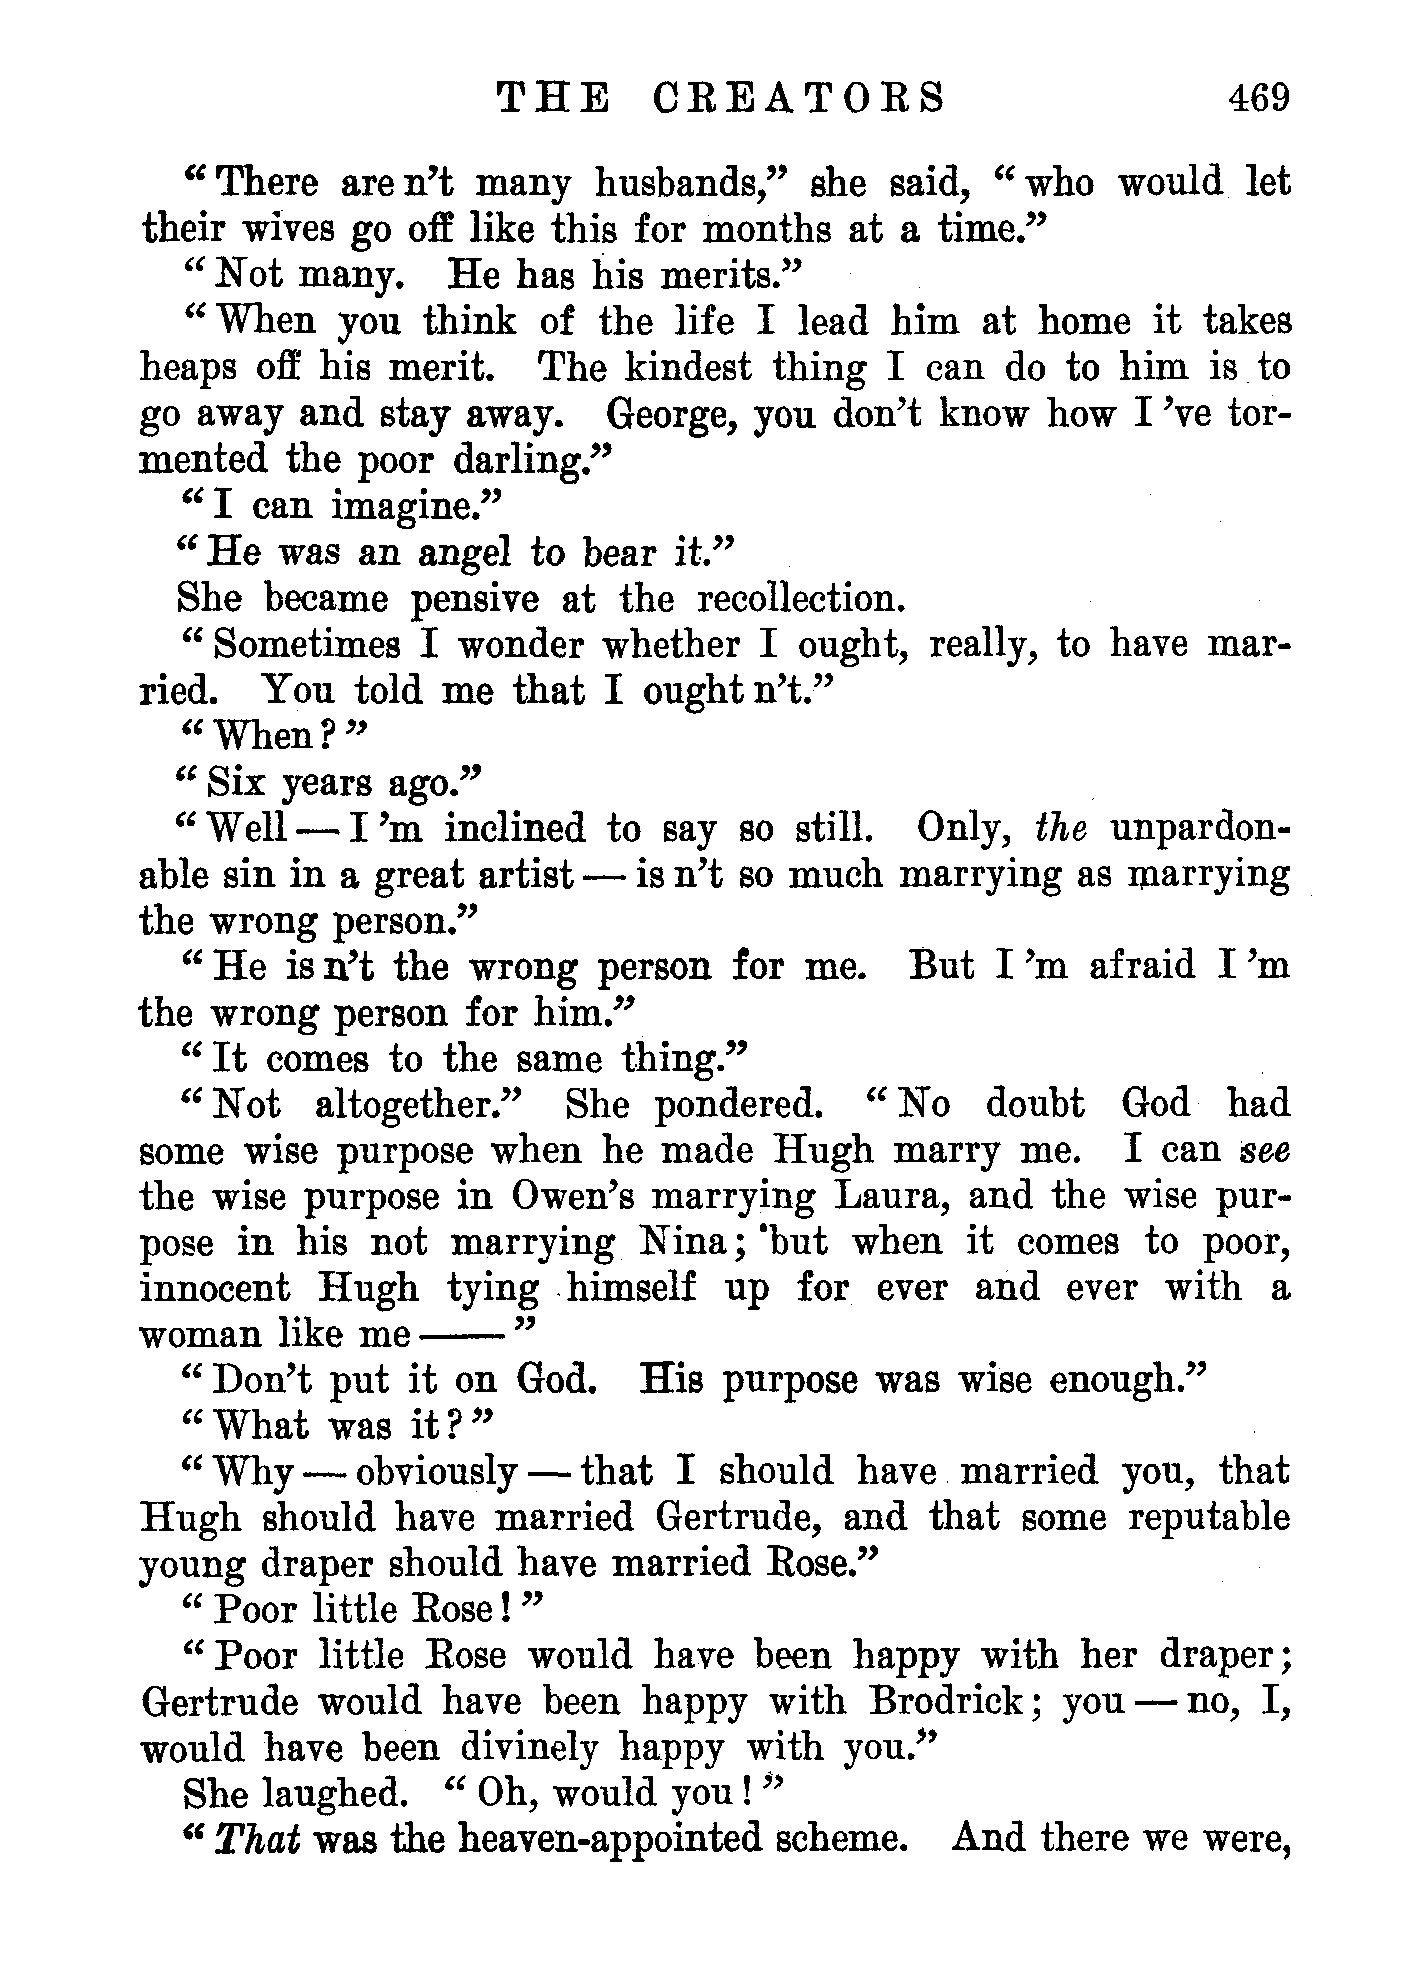 THE CREATORS 469
"There are n't many husbands," she said, "who would let
their wives go off like this for months at a time."
"Not many. He has his merits."
"When you think of the life I lead him at home it takes
heaps off his merit. The kindest thing I can do to him is to
go away and stay away. George, you don't know how I 've tor-
mented the poor darling."
"I can imagine."
"He was an angel to bear it."
She became pensive at the recollection.
"Sometimes I wonder whether I ought, really, to have mar-
ried. You told me that I ought n't."
"When?"
"Six years ago."
"Well — I 'm inclined to say so still. Only, the unpardon-
able sin in a great artist — is n't so much marrying as marrying
the wrong person."
"He is n't the wrong person for me. But I 'm afraid I 'm
the wrong person for him."
"It comes to the same thing."
"Not altogether." She pondered. "No doubt God had
some wise purpose when he made Hugh marry me. I can see
the wise purpose in Owen's marrying Laura, and the wise pur-
pose in his not marrying Nina; but when it comes to poor,
innocent Hugh tying himself up for ever and ever with a
woman like me ——"
"Don't put it on God. His purpose was wise enough."
"What was it?"
"Why — obviously — that I should have married you, that
Hugh should have married Gertrude, and that some reputable
young draper should have married Rose."
"Poor little Rose!"
"Poor little Rose would have been happy with her draper;
Gertrude would have been happy with Brodrick; you — no, I,
would have been divinely happy with you."
She laughed. "Oh, would you!"
"That was the heaven-appointed scheme. And there we were,